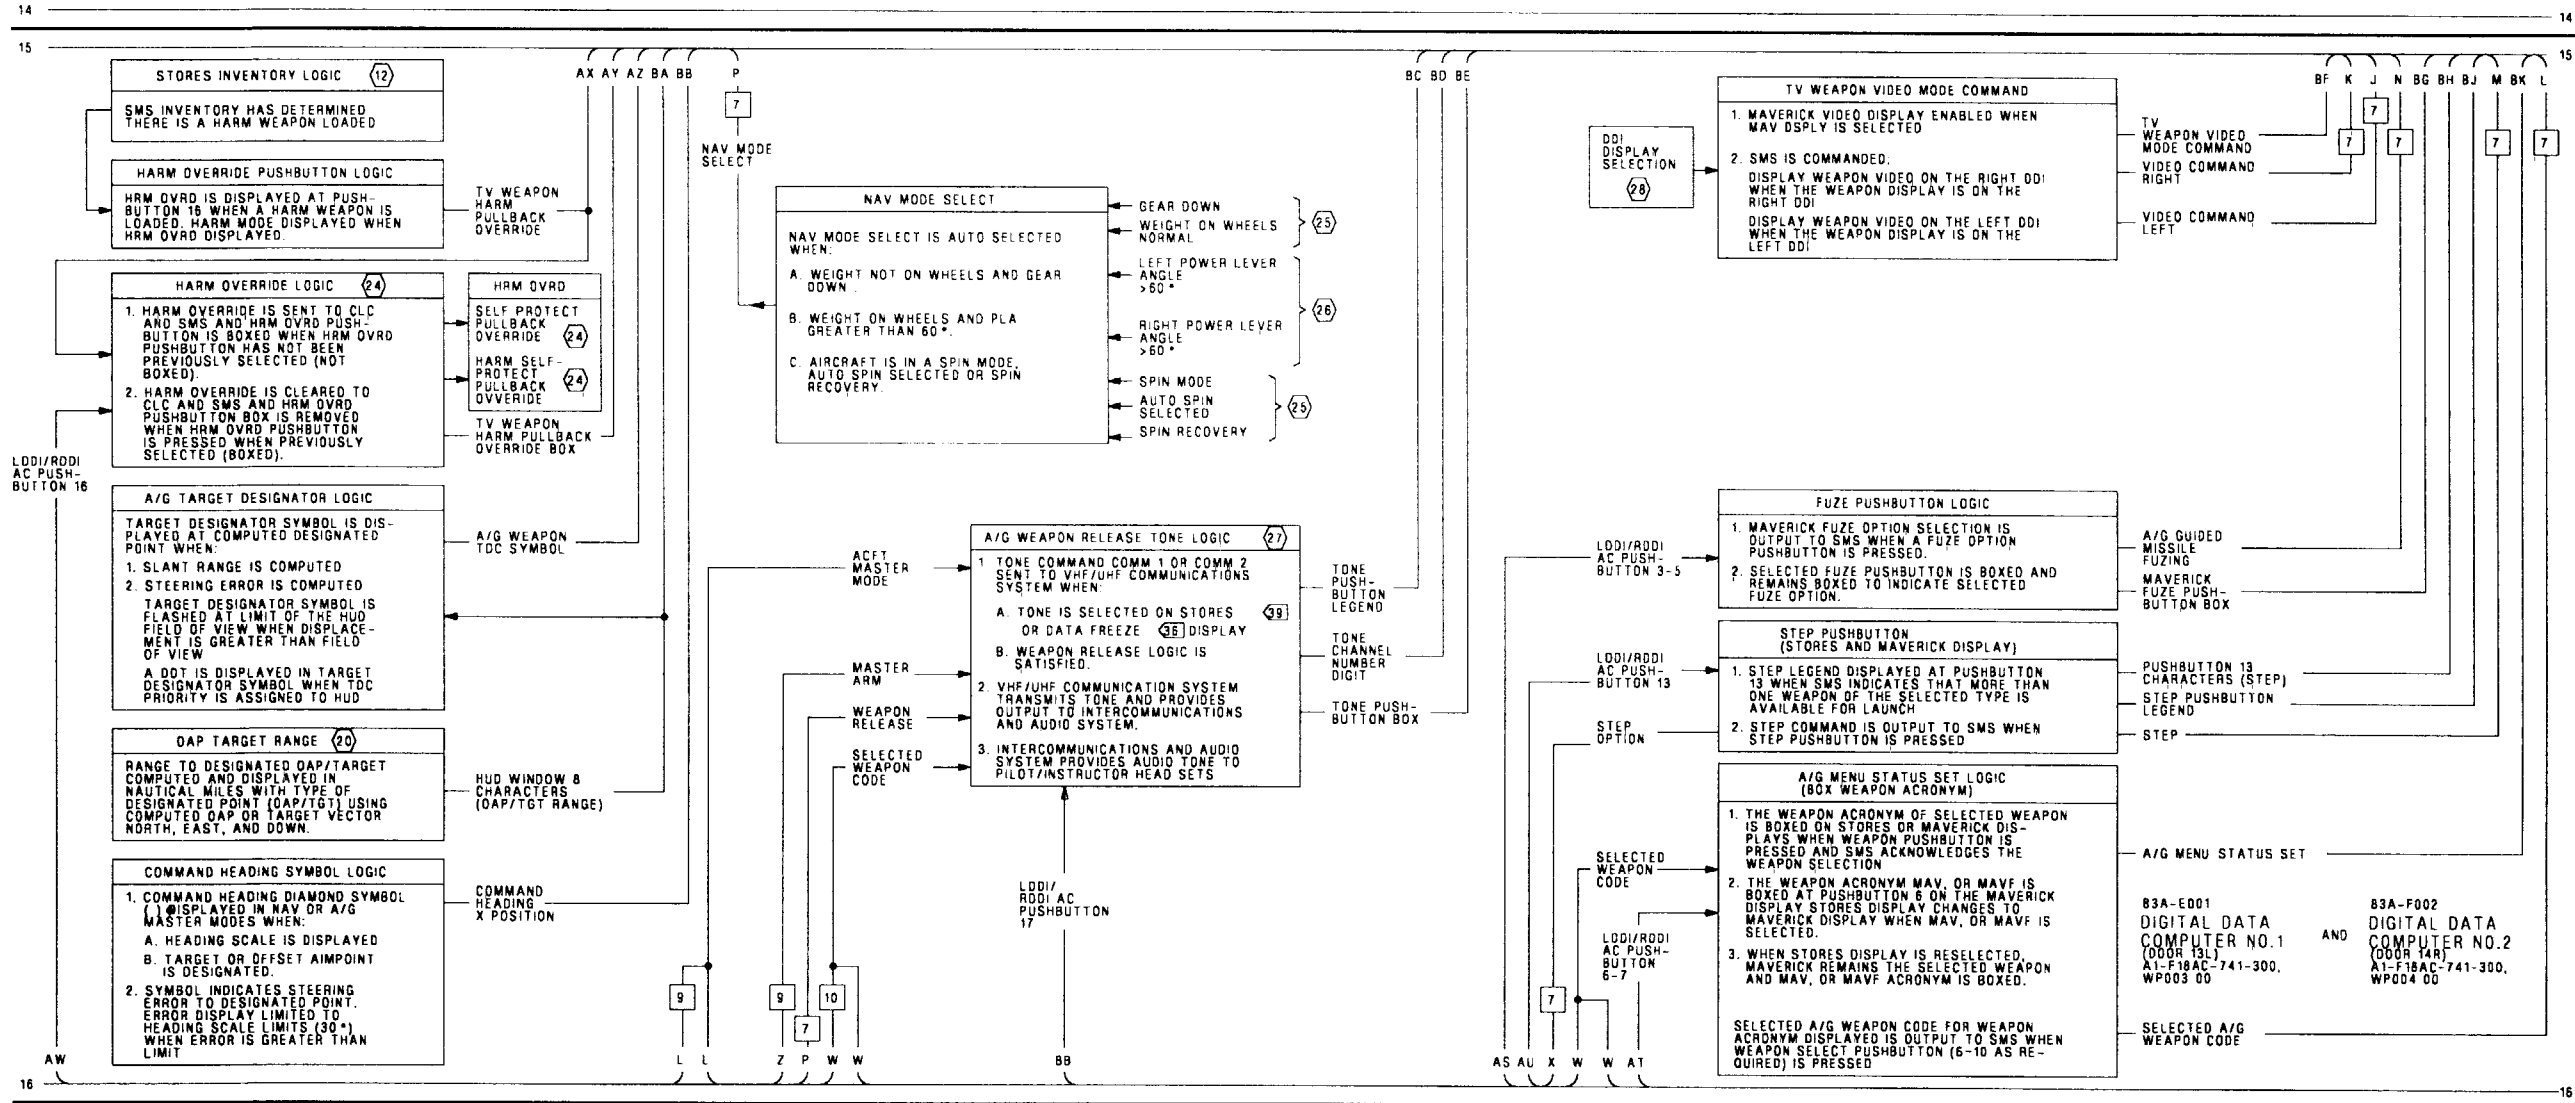 14
14
15
15
STORES INVENTORY LOGIC 12
SMS INVENTORY HAS DETERMINED
THERE IS A HARM WEAPON LOADED
HARM OVERRIDE PUSHBUTTON LOGIC
HRM OVRD IS DISPLAYED AT PUSH-
BUTTON 16 WHEN A HARM WEAPON IS
LOADED. HARM MODE DISPLAYED WHEN
HRM OVRD DISPLAYED.
TV WEAPON
HARM
PULLBACK
OVERRIDE
HARM OVERRIDE LOGIC 24
1. HARM OVERRIDE IS SENT TO CLC
AND SMS AND HRM OVRD PUSH-
BUTTON IS BOXED WHEN HRM OVRD
PUSHBUTTON HAS NOT BEEN
PREVIOUSLY SELECTED (NOT
BOXED).
2. HARM OVERRIDE IS CLEARED TO
CLC AND SMS AND HRM OVRD
PUSHBUTTON BOX IS REMOVED
WHEN HRM OVRD PUSHBUTTON
IS PRESSED WHEN PREVIOUSLY
SELECTED (BOXED).
HRM OVRD
SELF PROTECT
PULLBACK
OVERRIDE 24
HARM SELF-
PROTECT
PULLBACK 24
OVVERIDE
TV WEAPON
HARM PULLBACK
OVERRIDE BOX
LDDI/RDDI
AC PUSH-
BUTTON 16
A/G TARGET DESIGNATOR LOGIC
TARGET DESIGNATOR SYMBOL IS DIS-
PLAYED AT COMPUTED DESIGNATED
POINT WHEN:
1. SLANT RANGE IS COMPUTED
2. STEERING ERROR IS COMPUTED
TARGET DESIGNATOR SYMBOL IS
FLASHED AT LIMIT OF THE HUD
FIELD OF VIEW WHEN DISPLACE-
MENT IS GREATER THAN FIELD
OF VIEW
A DOT IS DISPLAYED IN TARGET
DESIGNATOR SYMBOL WHEN TDC
PRIORITY IS ASSIGNED TO HUD
A/G WEAPON
TDC SYMBOL
OAP TARGET RANGE 20
RANGE TO DESIGNATED OAP/TARGET
COMPUTED AND DISPLAYED IN
NAUTICAL MILES WITH TYPE OF
DESIGNATED POINT (OAP/TGT) USING
COMPUTED OAP OR TARGET VECTOR
NORTH, EAST, AND DOWN.
HUD WINDOW 8
CHARACTERS
(OAP/TGT RANGE)
COMMAND HEADING SYMBOL LOGIC
1. COMMAND HEADING DIAMOND SYMBOL
( ) DISPLAYED IN NAV OR A/G
MASTER MODES WHEN:
A. HEADING SCALE IS DISPLAYED
B. TARGET OR OFFSET AIMPOINT
IS DESIGNATED.
2. SYMBOL INDICATES STEERING
ERROR TO DESIGNATED POINT.
ERROR DISPLAY LIMITED TO
HEADING SCALE LIMITS (30°)
WHEN ERROR IS GREATER THAN
LIMIT
COMMAND
HEADING
X POSITION
AW
AX AY AZ BA BB P
7
NAV MODE
SELECT
NAV MODE SELECT
NAV MODE SELECT IS AUTO SELECTED
WHEN:
A. WEIGHT NOT ON WHEELS AND GEAR
DOWN.
B. WEIGHT ON WHEELS AND PLA
GREATER THAN 60°.
C. AIRCRAFT IS IN A SPIN MODE,
AUTO SPIN SELECTED OR SPIN
RECOVERY.
GEAR DOWN
WEIGHT ON WHEELS
NORMAL
25
LEFT POWER LEVER
ANGLE
>60°
26
RIGHT POWER LEVER
ANGLE
>60°
SPIN MODE
AUTO SPIN
SELECTED
25
SPIN RECOVERY
BC BD BE
A/G WEAPON RELEASE TONE LOGIC 27
1 TONE COMMAND COMM 1 OR COMM 2
SENT TO VHF/UHF COMMUNICATIONS
SYSTEM WHEN:
A. TONE IS SELECTED ON STORES 39
OR DATA FREEZE 36 DISPLAY
B. WEAPON RELEASE LOGIC IS
SATISFIED.
2. VHF/UHF COMMUNICATION SYSTEM
TRANSMITS TONE AND PROVIDES
OUTPUT TO INTERCOMMUNICATIONS
AND AUDIO SYSTEM.
3. INTERCOMMUNICATIONS AND AUDIO
SYSTEM PROVIDES AUDIO TONE TO
PILOT/INSTRUCTOR HEAD SETS
ACFT
MASTER
MODE
MASTER
ARM
WEAPON
RELEASE
SELECTED
WEAPON
CODE
TONE
PUSH-
BUTTON
LEGEND
TONE
CHANNEL
NUMBER
DIGIT
TONE PUSH-
BUTTON BOX
LDDI/
RDDI AC
PUSHBUTTON
17
9 9 10
7
L L Z P W W BB
DDI
DISPLAY
SELECTION
28
TV WEAPON VIDEO MODE COMMAND
1. MAVERICK VIDEO DISPLAY ENABLED WHEN
MAV DSPLY IS SELECTED
2. SMS IS COMMANDED:
DISPLAY WEAPON VIDEO ON THE RIGHT DDI
WHEN THE WEAPON DISPLAY IS ON THE
RIGHT DDI
DISPLAY WEAPON VIDEO ON THE LEFT DDI
WHEN THE WEAPON DISPLAY IS ON THE
LEFT DDI
TV
WEAPON VIDEO
MODE COMMAND
VIDEO COMMAND
RIGHT
VIDEO COMMAND
LEFT
BF K J N BG BH BJ M BK L
7
7 7 7 7
LDDI/RDDI
AC PUSH-
BUTTON 3-5
FUZE PUSHBUTTON LOGIC
1. MAVERICK FUZE OPTION SELECTION IS
OUTPUT TO SMS WHEN A FUZE OPTION
PUSHBUTTON IS PRESSED.
2. SELECTED FUZE PUSHBUTTON IS BOXED AND
REMAINS BOXED TO INDICATE SELECTED
FUZE OPTION.
A/G GUIDED
MISSILE
FUZING
MAVERICK
FUZE PUSH-
BUTTON BOX
LDDI/RDDI
AC PUSH-
BUTTON 13
STEP
OPTION
STEP PUSHBUTTON
(STORES AND MAVERICK DISPLAY)
1. STEP LEGEND DISPLAYED AT PUSHBUTTON
13 WHEN SMS INDICATES THAT MORE THAN
ONE WEAPON OF THE SELECTED TYPE IS
AVAILABLE FOR LAUNCH
2. STEP COMMAND IS OUTPUT TO SMS WHEN
STEP PUSHBUTTON IS PRESSED
PUSHBUTTON 13
CHARACTERS (STEP)
STEP PUSHBUTTON
LEGEND
STEP
A/G MENU STATUS SET LOGIC
(BOX WEAPON ACRONYM)
1. THE WEAPON ACRONYM OF SELECTED WEAPON
IS BOXED ON STORES OR MAVERICK DIS-
PLAYS WHEN WEAPON PUSHBUTTON IS
PRESSED AND SMS ACKNOWLEDGES THE
WEAPON SELECTION
2. THE WEAPON ACRONYM MAV, OR MAVF IS
BOXED AT PUSHBUTTON 6 ON THE MAVERICK
DISPLAY STORES DISPLAY CHANGES TO
MAVERICK DISPLAY WHEN MAV, OR MAVF IS
SELECTED.
3. WHEN STORES DISPLAY IS RESELECTED,
MAVERICK REMAINS THE SELECTED WEAPON
AND MAV, OR MAVF ACRONYM IS BOXED.
SELECTED A/G WEAPON CODE FOR WEAPON
ACRONYM DISPLAYED IS OUTPUT TO SMS WHEN
WEAPON SELECT PUSHBUTTON (6-10 AS RE-
QUIRED) IS PRESSED
SELECTED
WEAPON
CODE
LDDI/RDDI
AC PUSH-
BUTTON
6-7
7
AS AU X W W AT
A/G MENU STATUS SET
SELECTED A/G
WEAPON CODE
83A-E001
DIGITAL DATA
COMPUTER NO.1
(DOOR 13L)
A1-F18AC-741-300,
WP003 00
AND
83A-F002
DIGITAL DATA
COMPUTER NO.2
(DOOR 14R)
A1-F18AC-741-300,
WP004 00
16
16